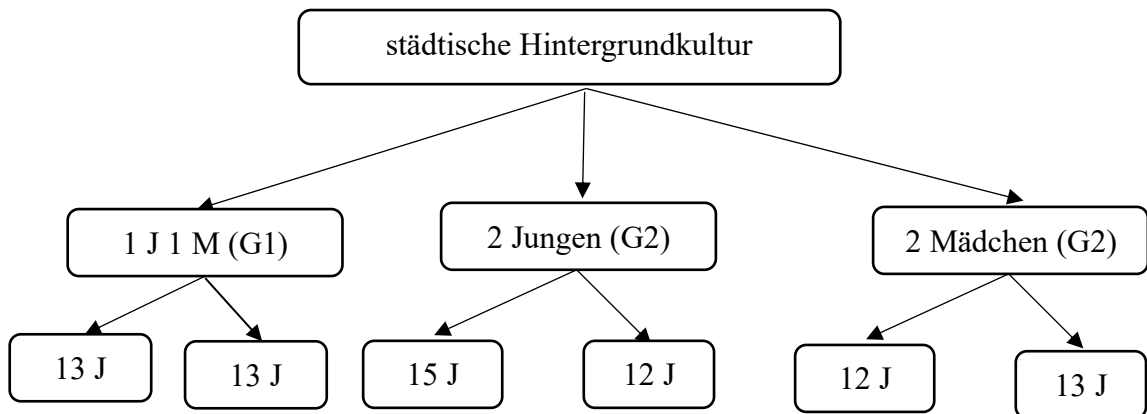 städtische Hintergrundkultur
1 J 1 M (G1)
2 Jungen (G2)
2 Mädchen (G2)
13 J
13 J
15 J
12 J
12 J
13 J